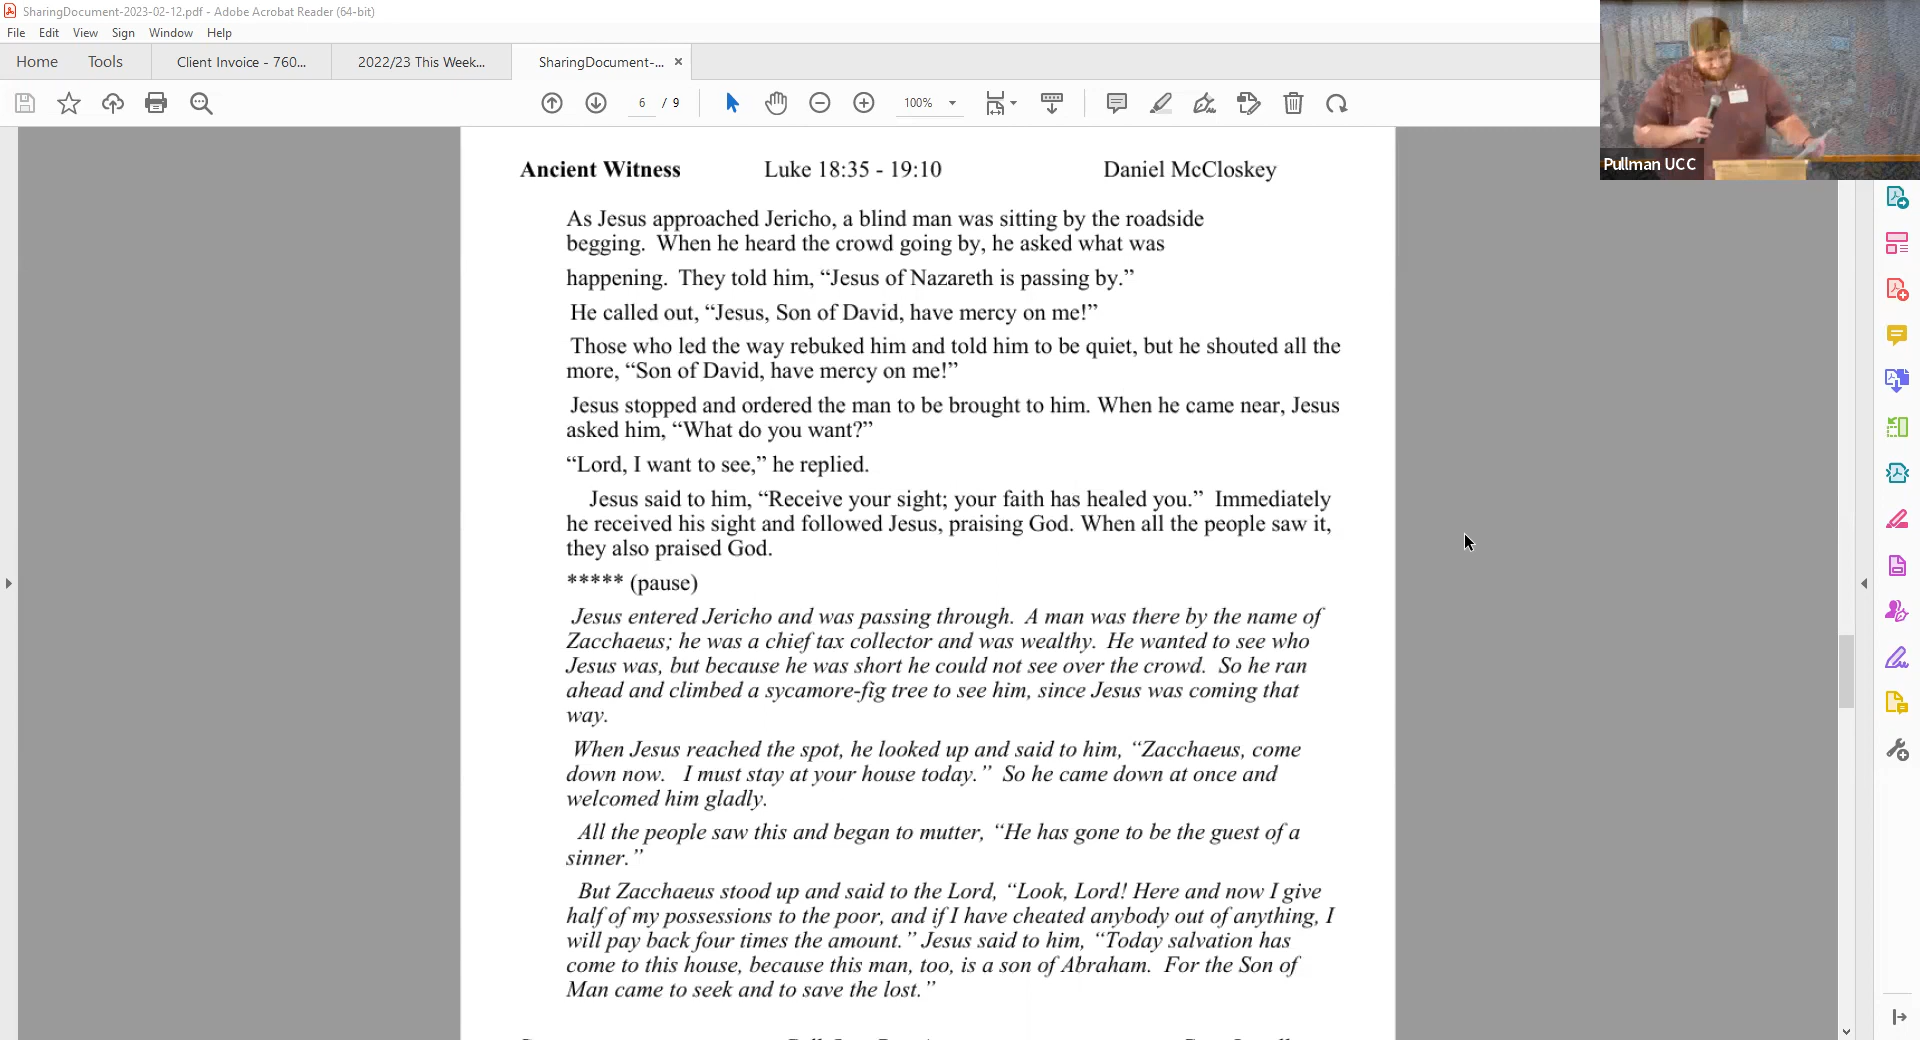 SharingDocument-2023-02-12.pdf - Adobe Acrobat Reader (64-bit)
File Edit View Sign Window Help
Home Tools Client Invoice - 760... 2022/23 This Week... SharingDocument-... ×
6 / 9 100%
Pullman UCC
Ancient Witness Luke 18:35 - 19:10 Daniel McCloskey
As Jesus approached Jericho, a blind man was sitting by the roadside
begging. When he heard the crowd going by, he asked what was
happening. They told him, “Jesus of Nazareth is passing by.”
He called out, “Jesus, Son of David, have mercy on me!”
Those who led the way rebuked him and told him to be quiet, but he shouted all the
more, “Son of David, have mercy on me!”
Jesus stopped and ordered the man to be brought to him. When he came near, Jesus
asked him, “What do you want?”
“Lord, I want to see,” he replied.
Jesus said to him, “Receive your sight; your faith has healed you.” Immediately
he received his sight and followed Jesus, praising God. When all the people saw it,
they also praised God.
***** (pause)
Jesus entered Jericho and was passing through. A man was there by the name of
Zacchaeus; he was a chief tax collector and was wealthy. He wanted to see who
Jesus was, but because he was short he could not see over the crowd. So he ran
ahead and climbed a sycamore-fig tree to see him, since Jesus was coming that
way.
When Jesus reached the spot, he looked up and said to him, “Zacchaeus, come
down now. I must stay at your house today.” So he came down at once and
welcomed him gladly.
All the people saw this and began to mutter, “He has gone to be the guest of a
sinner.”
But Zacchaeus stood up and said to the Lord, “Look, Lord! Here and now I give
half of my possessions to the poor, and if I have cheated anybody out of anything, I
will pay back four times the amount.” Jesus said to him, “Today salvation has
come to this house, because this man, too, is a son of Abraham. For the Son of
Man came to seek and to save the lost.”